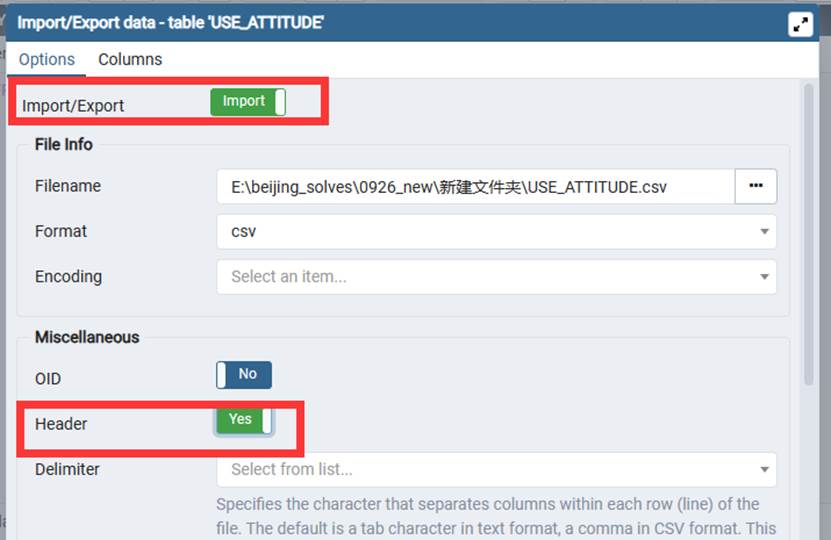 Import/Export data - table 'USE_ATTITUDE'
Options Columns
Import/Export Import
File Info
Filename E:\beijing_solves\0926_new\新建文件夹\USE_ATTITUDE.csv •••
Format csv
Encoding Select an item...
Miscellaneous
OID No
Header Yes
Delimiter Select from list...
Specifies the character that separates columns within each row (line) of the
file. The default is a tab character in text format, a comma in CSV format. This